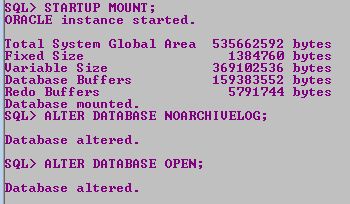 SQL> STARTUP MOUNT;
ORACLE instance started.
Total System Global Area  535662592 bytes
Fixed Size                  1384760 bytes
Variable Size             369102536 bytes
Database Buffers          159383552 bytes
Redo Buffers                5791744 bytes
Database mounted.
SQL> ALTER DATABASE NOARCHIVELOG;
Database altered.
SQL> ALTER DATABASE OPEN;
Database altered.